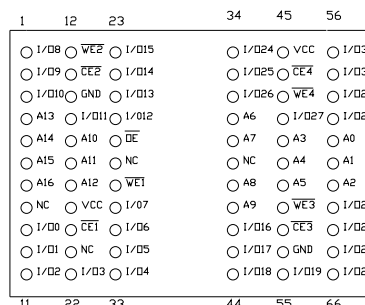 1 12 23 34 45 56
I/O8 WE2 I/O15 I/O24 VCC
I/O9 CE2 I/O14 I/O25 CE4
I/O10 GND I/O13 I/O26 WE4
A13 I/O11 I/O12 A6 I/O27
A14 A10 OE A7 A3 A0
A15 A11 NC NC A4 A1
A16 A12 WE1 A8 A5 A2
NC VCC I/O7 A9 WE3
I/O0 CE1 I/O6 I/O16 CE3
I/O1 NC I/O5 I/O17 GND
I/O2 I/O3 I/O4 I/O18 I/O19
11 22 33 44 55 66